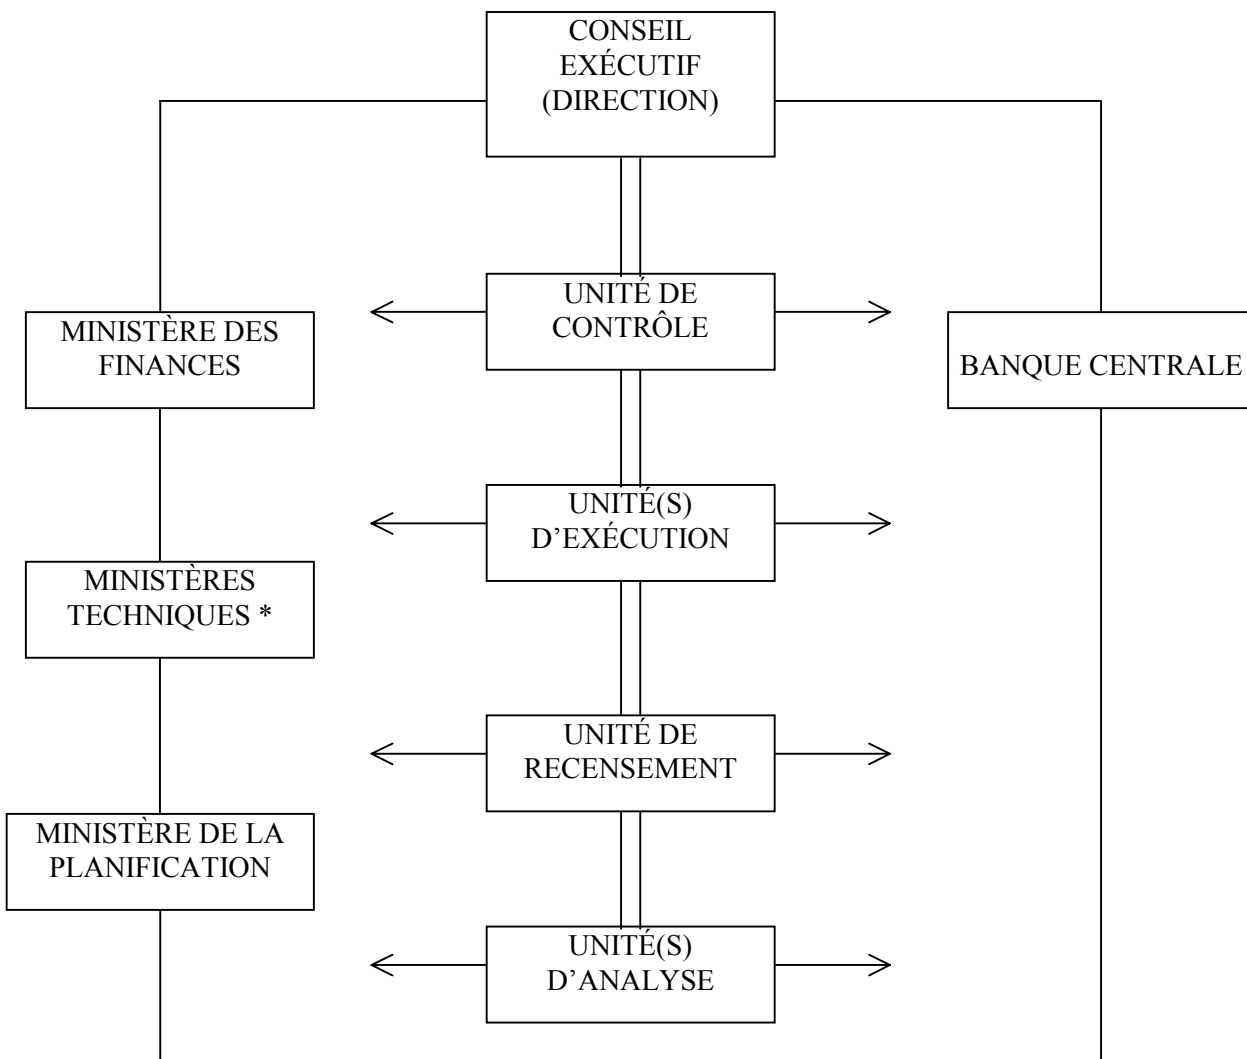 CONSEIL
EXÉCUTIF
(DIRECTION)
UNITÉ DE
CONTRÔLE
MINISTÈRE DES
FINANCES
BANQUE CENTRALE
UNITÉ(S)
D’EXÉCUTION
MINISTÈRES
TECHNIQUES *
UNITÉ DE
RECENSEMENT
MINISTÈRE DE LA
PLANIFICATION
UNITÉ(S)
D’ANALYSE